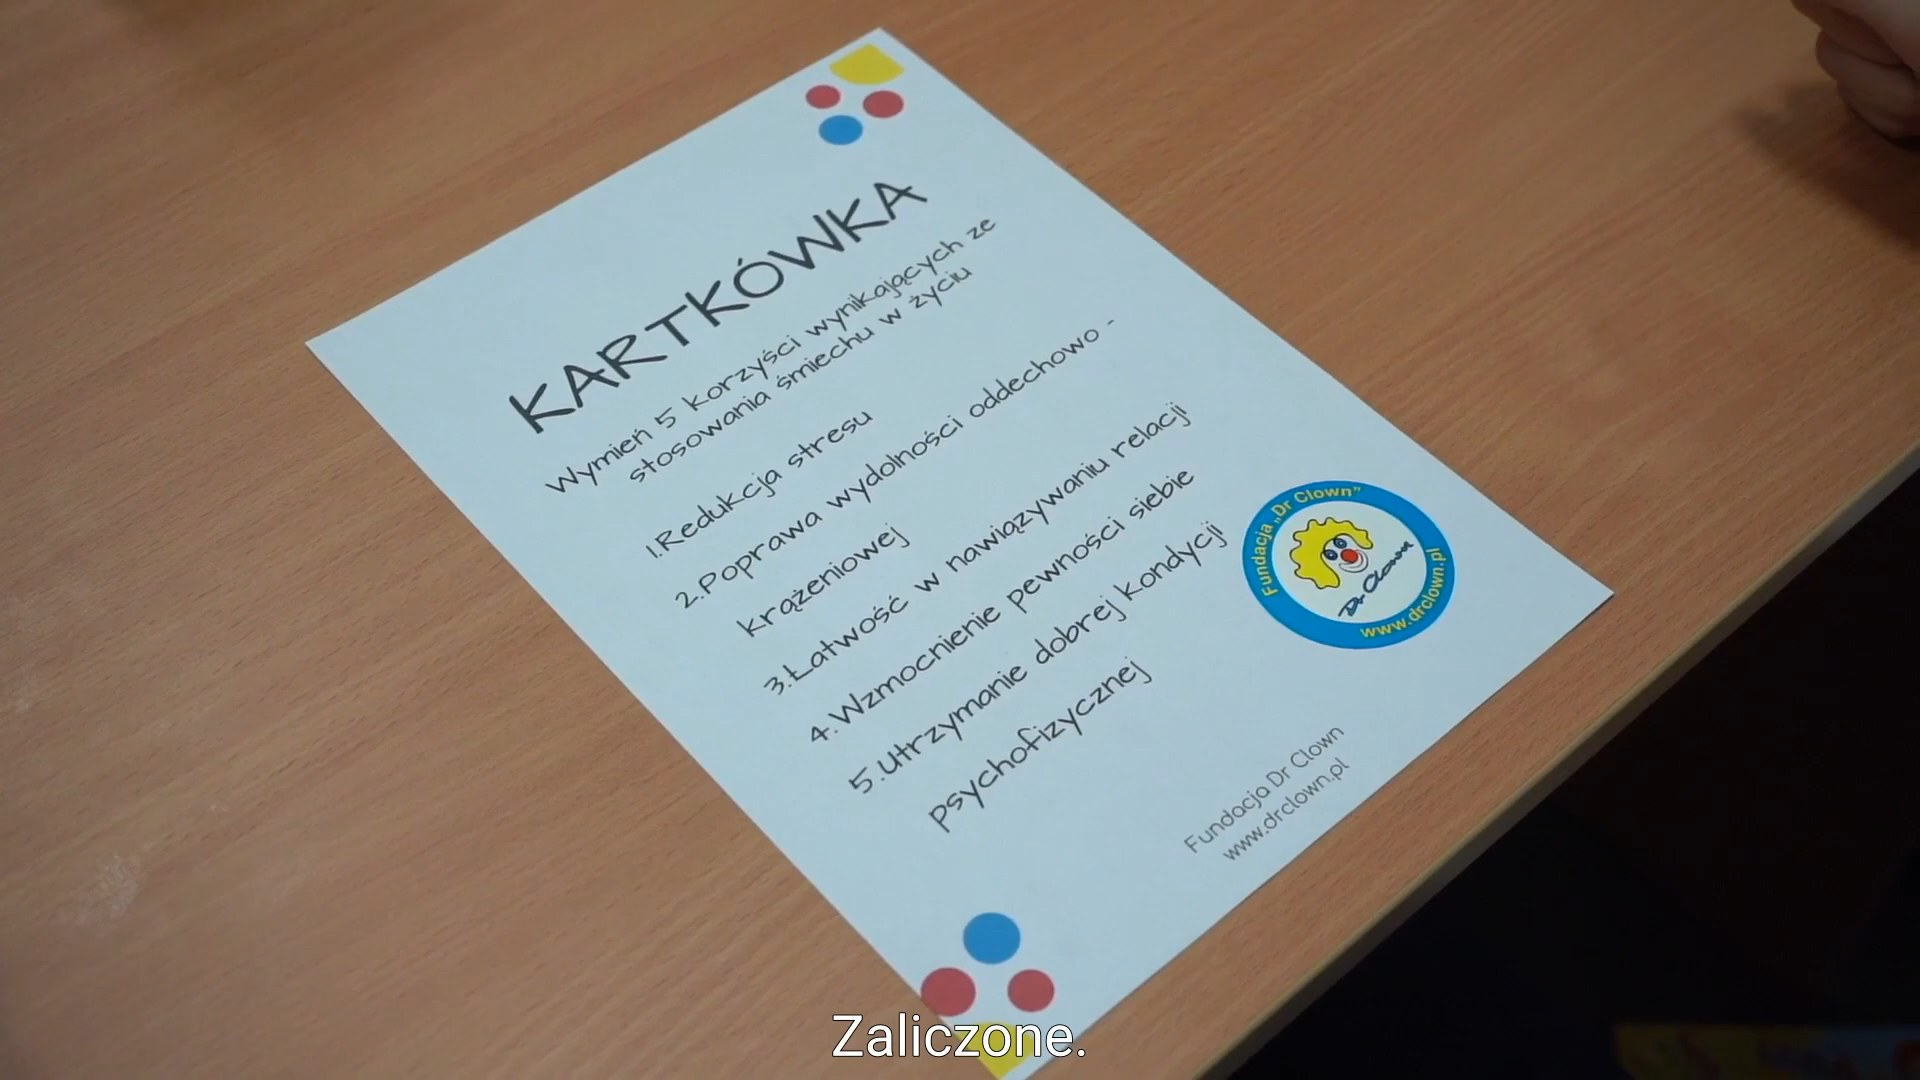 KARTKÓWKA
Wymień 5 korzyści wynikających ze
stosowania śmiechu w życiu
1.Redukcja stresu
2.Poprawa wydolności oddechowo -
krążeniowej
3.Łatwość w nawiązywaniu relacji
4.Wzmocnienie pewności siebie
5.Utrzymanie dobrej kondycji
psychofizycznej
Fundacja „Dr Clown”
Dr Clown
www.drclown.pl
Fundacja Dr Clown
www.drclown.pl
Zaliczone.